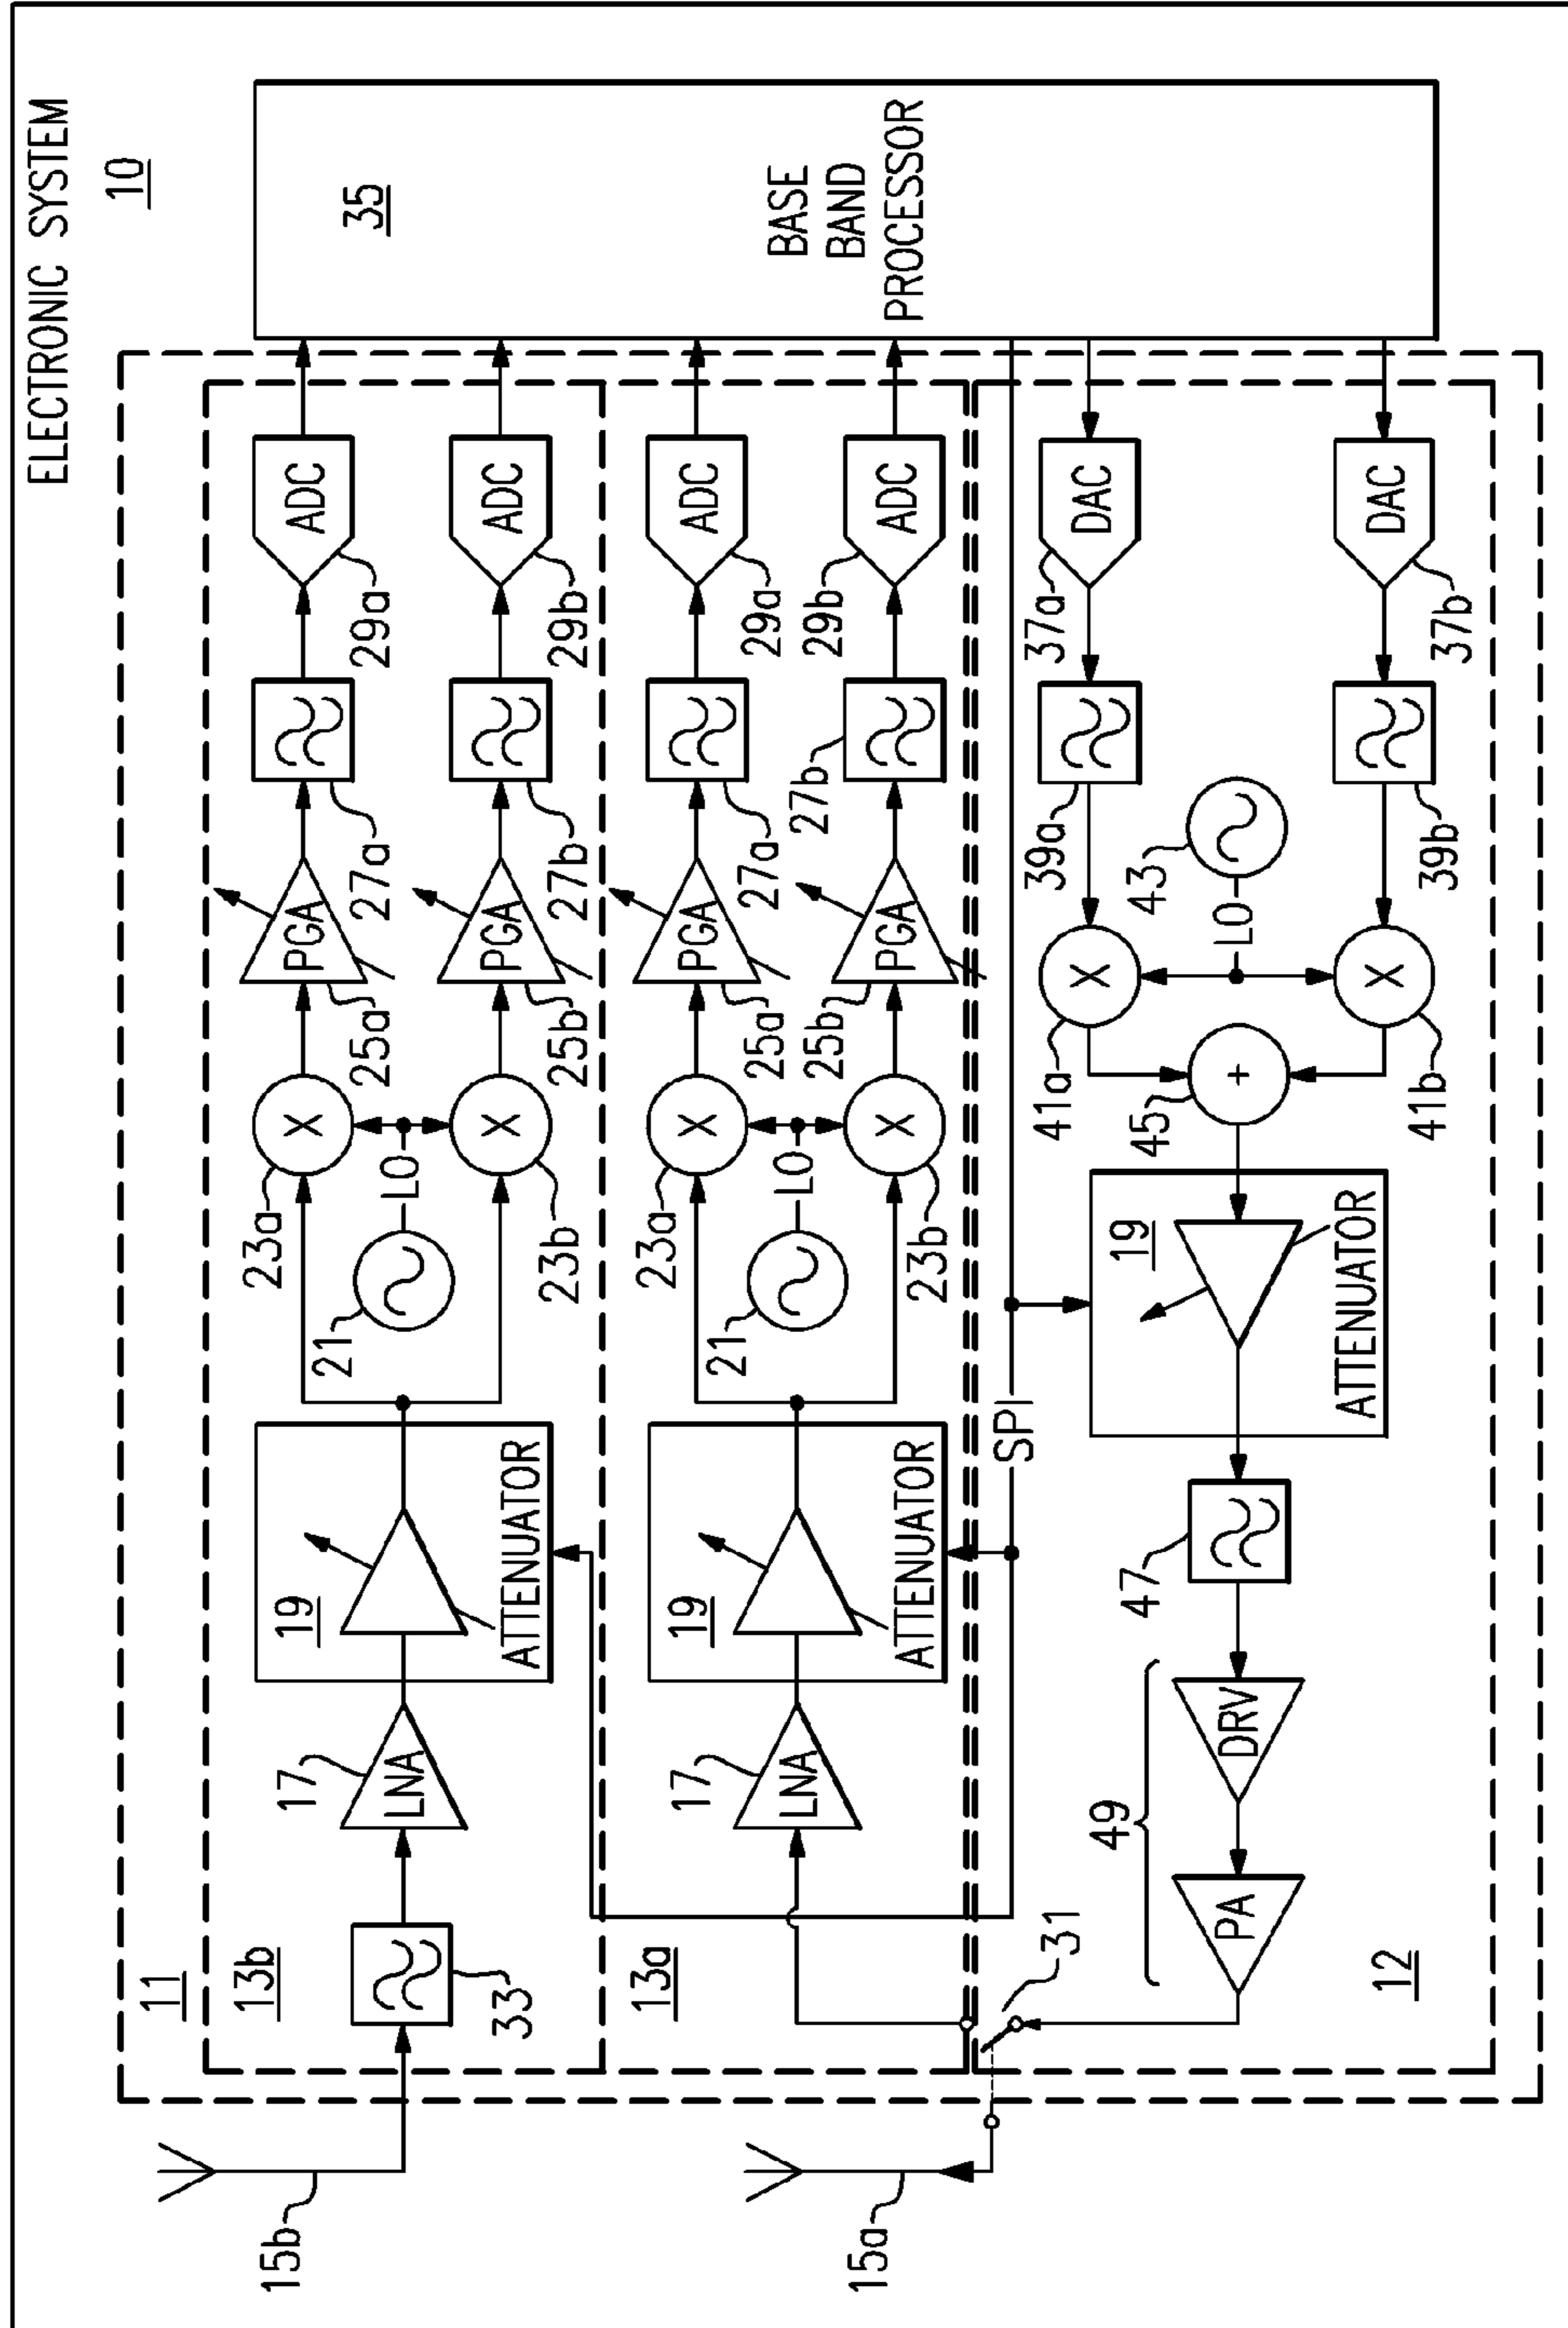 ELECTRONIC SYSTEM
10
35
BASE
BAND
PROCESSOR
11
13b
15b
33
17
LNA
19
ATTENUATOR
21
LO
23a
X
23b
X
25a
PGA
25b
PGA
27a
27b
29a
ADC
29b
ADC
13a
15a
31
17
LNA
19
ATTENUATOR
21
LO
23a
X
23b
X
25a
PGA
25b
PGA
27a
27b
29a
ADC
29b
ADC
SPI
12
37a
DAC
37b
DAC
39a
39b
43
LO
41a
X
41b
X
45
+
19
ATTENUATOR
47
49
DRV
PA